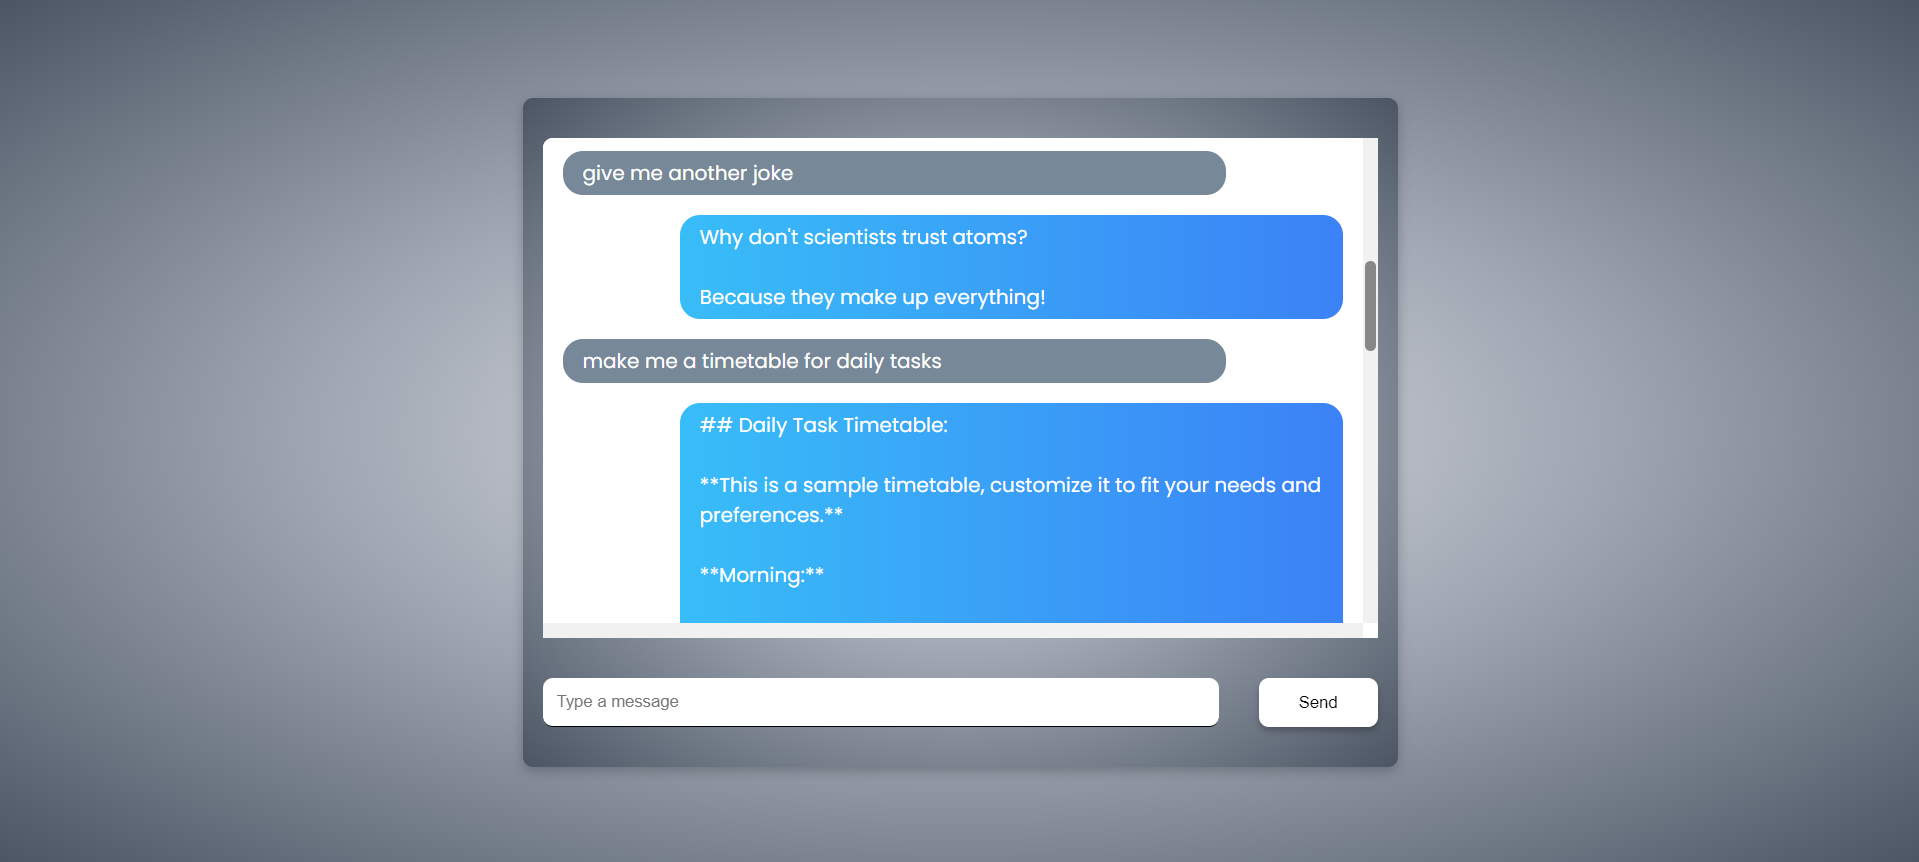 give me another joke
Why don't scientists trust atoms?
Because they make up everything!
make me a timetable for daily tasks
## Daily Task Timetable:
**This is a sample timetable, customize it to fit your needs and
preferences.**
**Morning:**
Type a message
Send